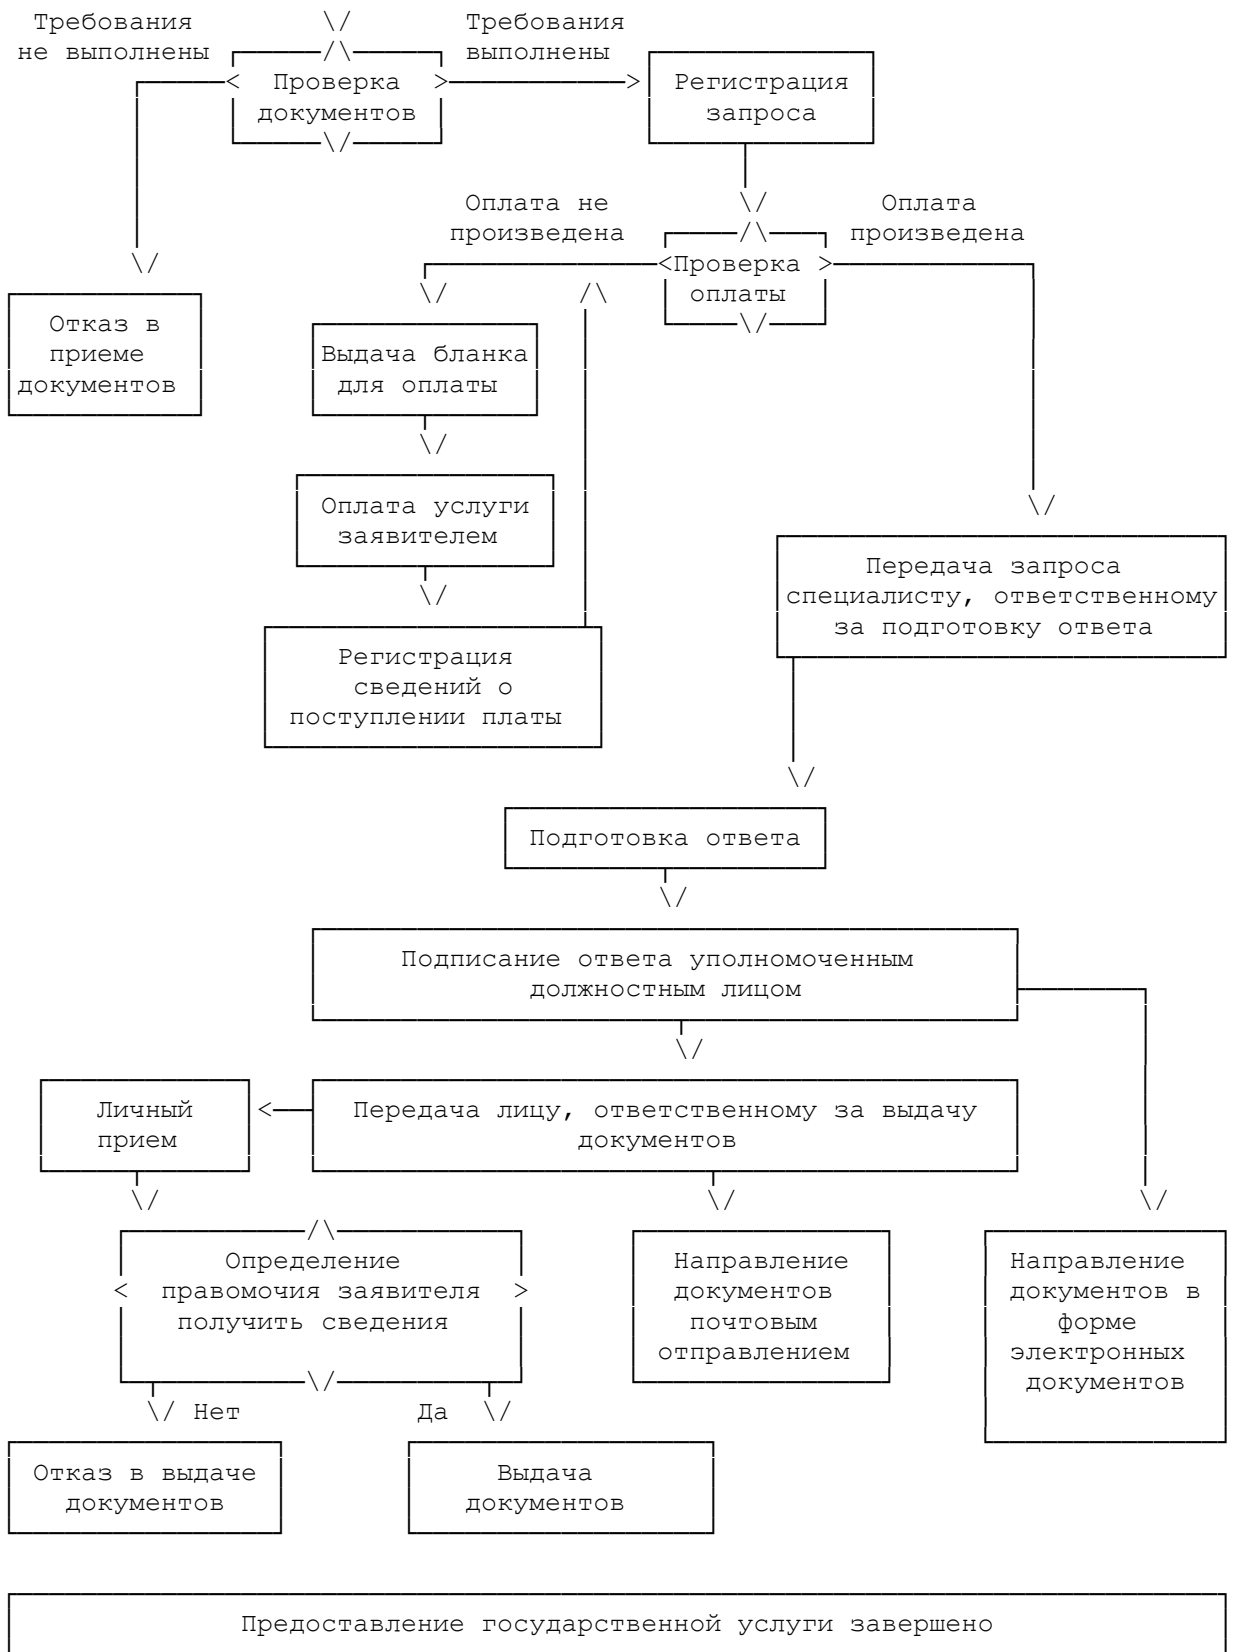 Требования
не выполнены
Требования
выполнены
Проверка
документов
Регистрация
запроса
Оплата не
произведена
Оплата
произведена
Проверка
оплаты
Отказ в
приеме
документов
Выдача бланка
для оплаты
Оплата услуги
заявителем
Передача запроса
специалисту, ответственному
за подготовку ответа
Регистрация
сведений о
поступлении платы
Подготовка ответа
Подписание ответа уполномоченным
должностным лицом
Личный
прием
Передача лицу, ответственному за выдачу
документов
Определение
правомочия заявителя
получить сведения
Направление
документов
почтовым
отправлением
Направление
документов в
форме
электронных
документов
Нет
Да
Отказ в выдаче
документов
Выдача
документов
Предоставление государственной услуги завершено